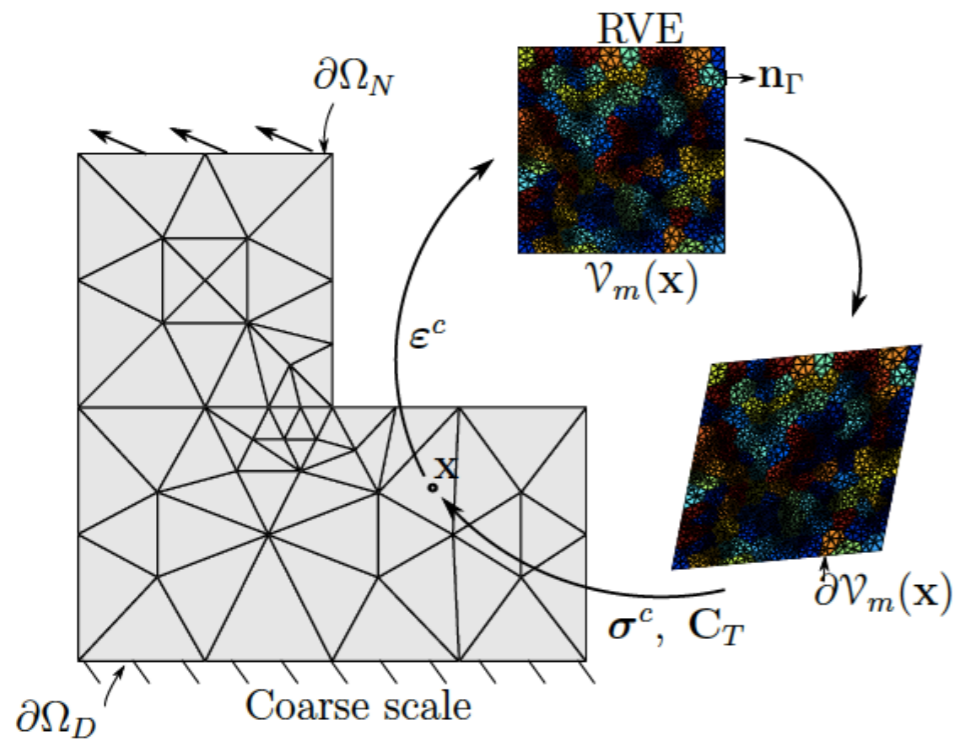 RVE
∂Ω_N
n_Γ
𝒱_m(x)
ε^c
x
∂𝒱_m(x)
σ^c, C_T
Coarse scale
∂Ω_D